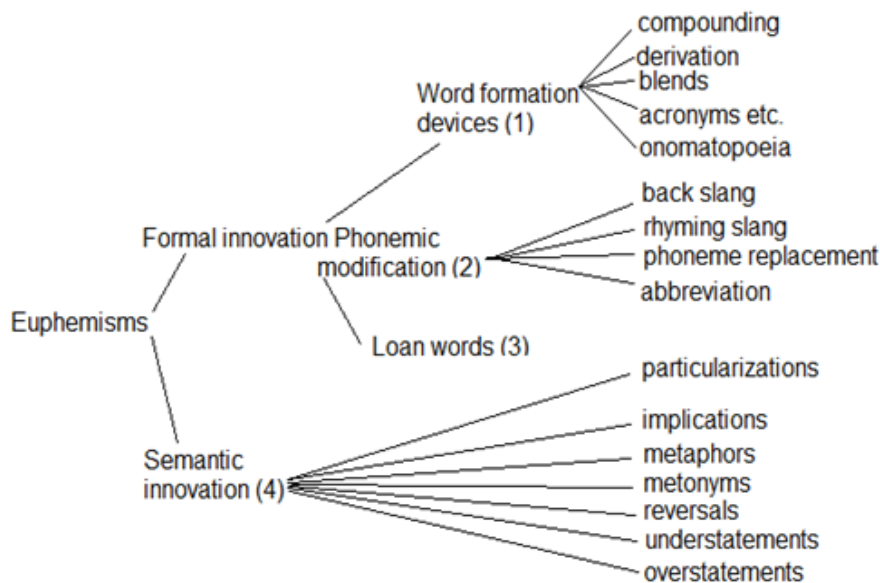 compounding
derivation
blends
acronyms etc.
onomatopoeia
Word formation
devices (1)
back slang
rhyming slang
phoneme replacement
abbreviation
Formal innovation Phonemic
modification (2)
Loan words (3)
Euphemisms
particularizations
implications
metaphors
metonyms
reversals
understatements
overstatements
Semantic
innovation (4)